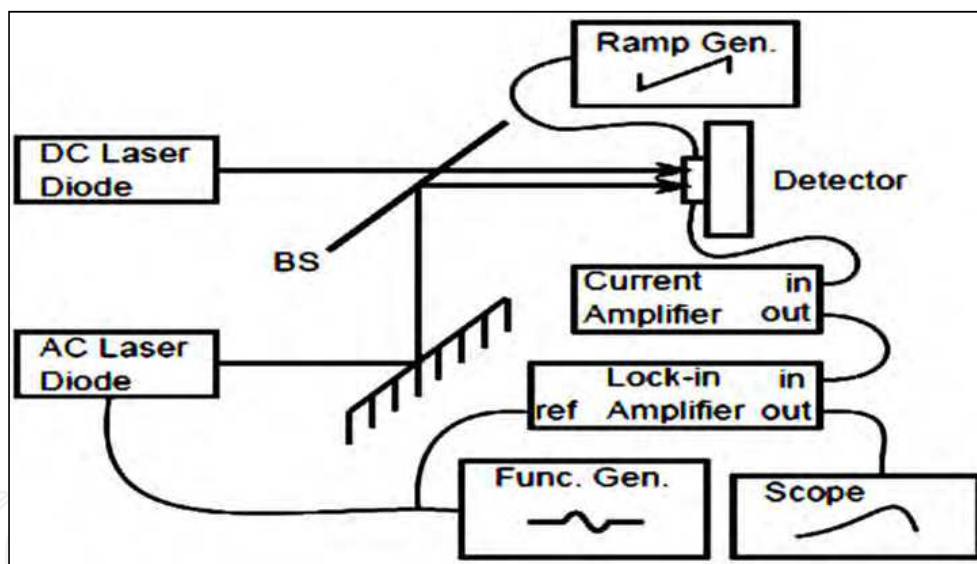 Ramp Gen.
DC Laser
Diode
Detector
BS
Current in
Amplifier out
AC Laser
Diode
Lock-in in
ref Amplifier out
Func. Gen.
Scope